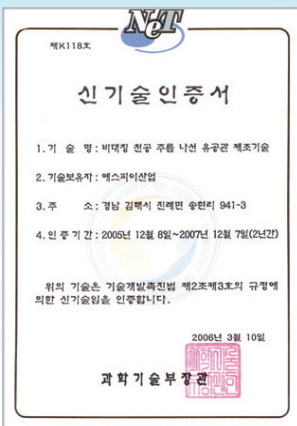 NeT
제K118호
신기술인증서
1. 기 술 명 : 비대칭 전공 주름 나선 유공관 제조기술
2. 기술보유자 : 에스피이산업
3. 주 소 : 경남 김해시 진례면 송현리 941-3
4. 인 증 기 간 : 2005년 12월 8일~2007년 12월 7일(2년간)
위의 기술은 기술개발촉진법 제2조제3호의 규정에
의한 신기술임을 인증합니다.
2006년 3월 10일
과학기술부장관